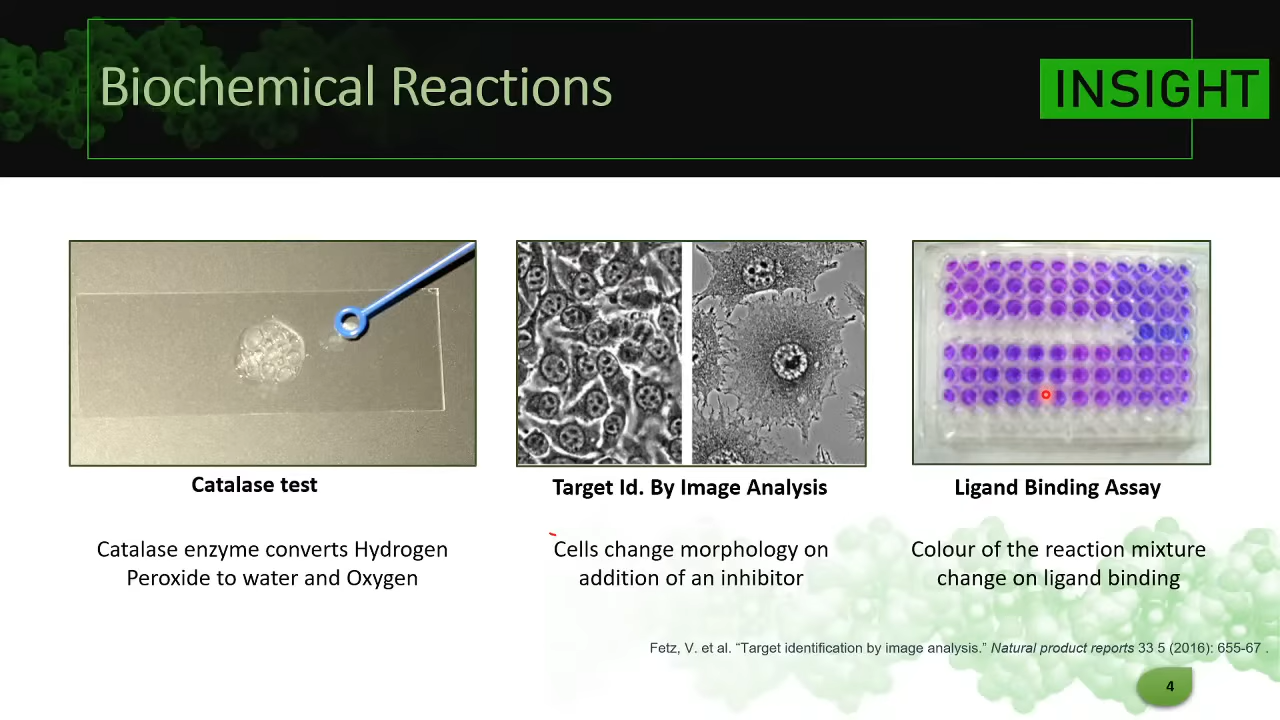 Biochemical Reactions
INSIGHT
Catalase test
Target Id. By Image Analysis
Ligand Binding Assay
Catalase enzyme converts Hydrogen
Peroxide to water and Oxygen
Cells change morphology on
addition of an inhibitor
Colour of the reaction mixture
change on ligand binding
Fetz, V. et al. “Target identification by image analysis.” Natural product reports 33 5 (2016): 655-67 .
4